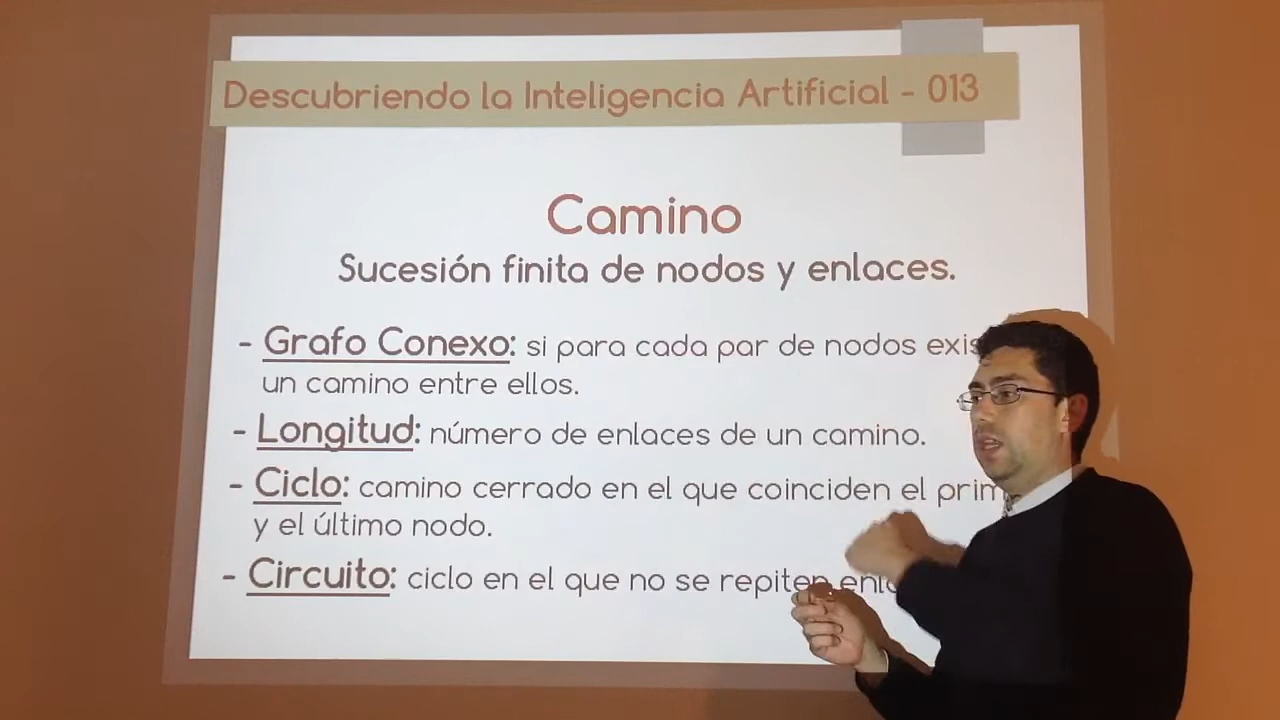 Descubriendo la Inteligencia Artificial - 013
Camino
Sucesión finita de nodos y enlaces.
- Grafo Conexo: si para cada par de nodos
un camino entre ellos.
- Longitud: número de enlaces de un camino.
- Ciclo: camino cerrado en el que coinciden el
y el último nodo.
- Circuito: ciclo en el que no se repiten